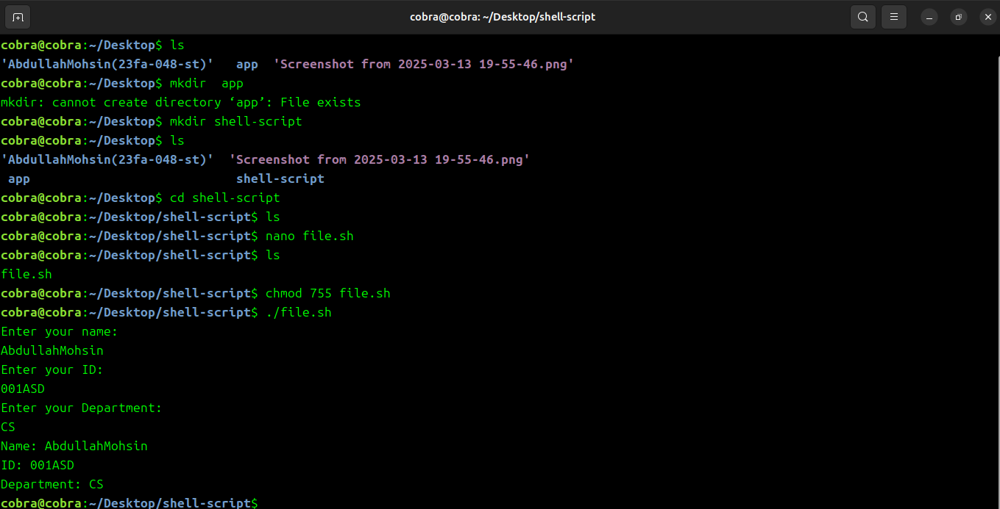 cobra@cobra: ~/Desktop/shell-script
cobra@cobra:~/Desktop$ ls
'AbdullahMohsin(23fa-048-st)'   app  'Screenshot from 2025-03-13 19-55-46.png'
cobra@cobra:~/Desktop$ mkdir  app
mkdir: cannot create directory ‘app’: File exists
cobra@cobra:~/Desktop$ mkdir shell-script
cobra@cobra:~/Desktop$ ls
'AbdullahMohsin(23fa-048-st)'  'Screenshot from 2025-03-13 19-55-46.png'
 app                            shell-script
cobra@cobra:~/Desktop$ cd shell-script
cobra@cobra:~/Desktop/shell-script$ ls
cobra@cobra:~/Desktop/shell-script$ nano file.sh
cobra@cobra:~/Desktop/shell-script$ ls
file.sh
cobra@cobra:~/Desktop/shell-script$ chmod 755 file.sh
cobra@cobra:~/Desktop/shell-script$ ./file.sh
Enter your name:
AbdullahMohsin
Enter your ID:
001ASD
Enter your Department:
CS
Name: AbdullahMohsin
ID: 001ASD
Department: CS
cobra@cobra:~/Desktop/shell-script$